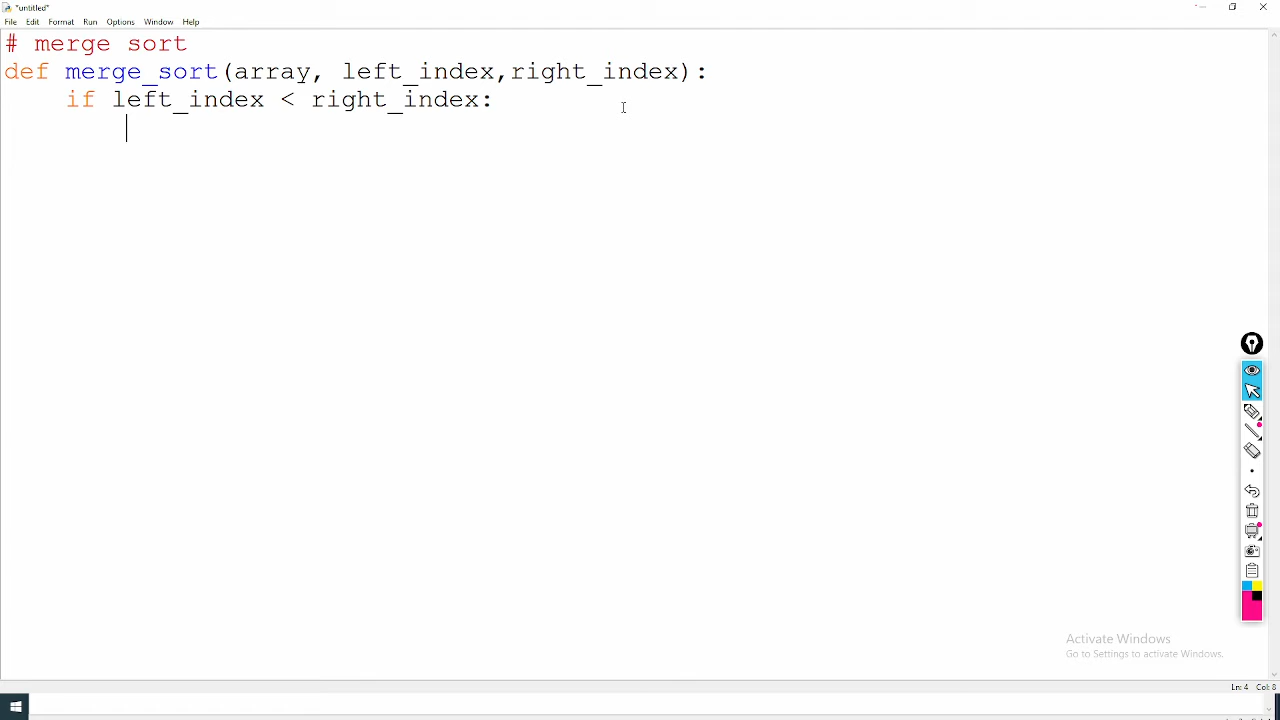 *untitled*
File Edit Format Run Options Window Help
# merge sort
def merge_sort(array, left_index,right_index):
if left_index < right_index:
Activate Windows
Go to Settings to activate Windows.
Ln: 4 Col: 8